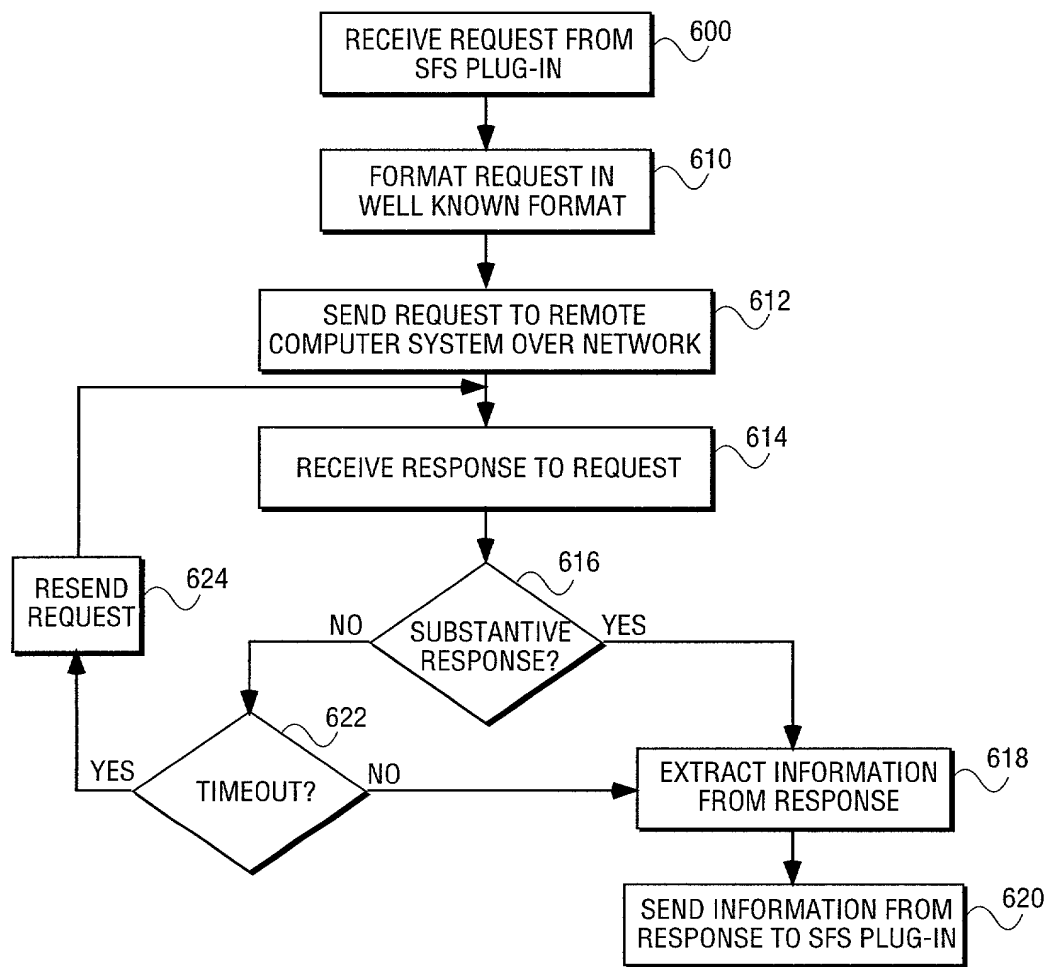 RECEIVE REQUEST FROM
SFS PLUG-IN
600
FORMAT REQUEST IN
WELL KNOWN FORMAT
610
SEND REQUEST TO REMOTE
COMPUTER SYSTEM OVER NETWORK
612
RECEIVE RESPONSE TO REQUEST
614
SUBSTANTIVE
RESPONSE?
616
NO
YES
RESEND
REQUEST
624
TIMEOUT?
622
YES
NO
EXTRACT INFORMATION
FROM RESPONSE
618
SEND INFORMATION FROM
RESPONSE TO SFS PLUG-IN
620